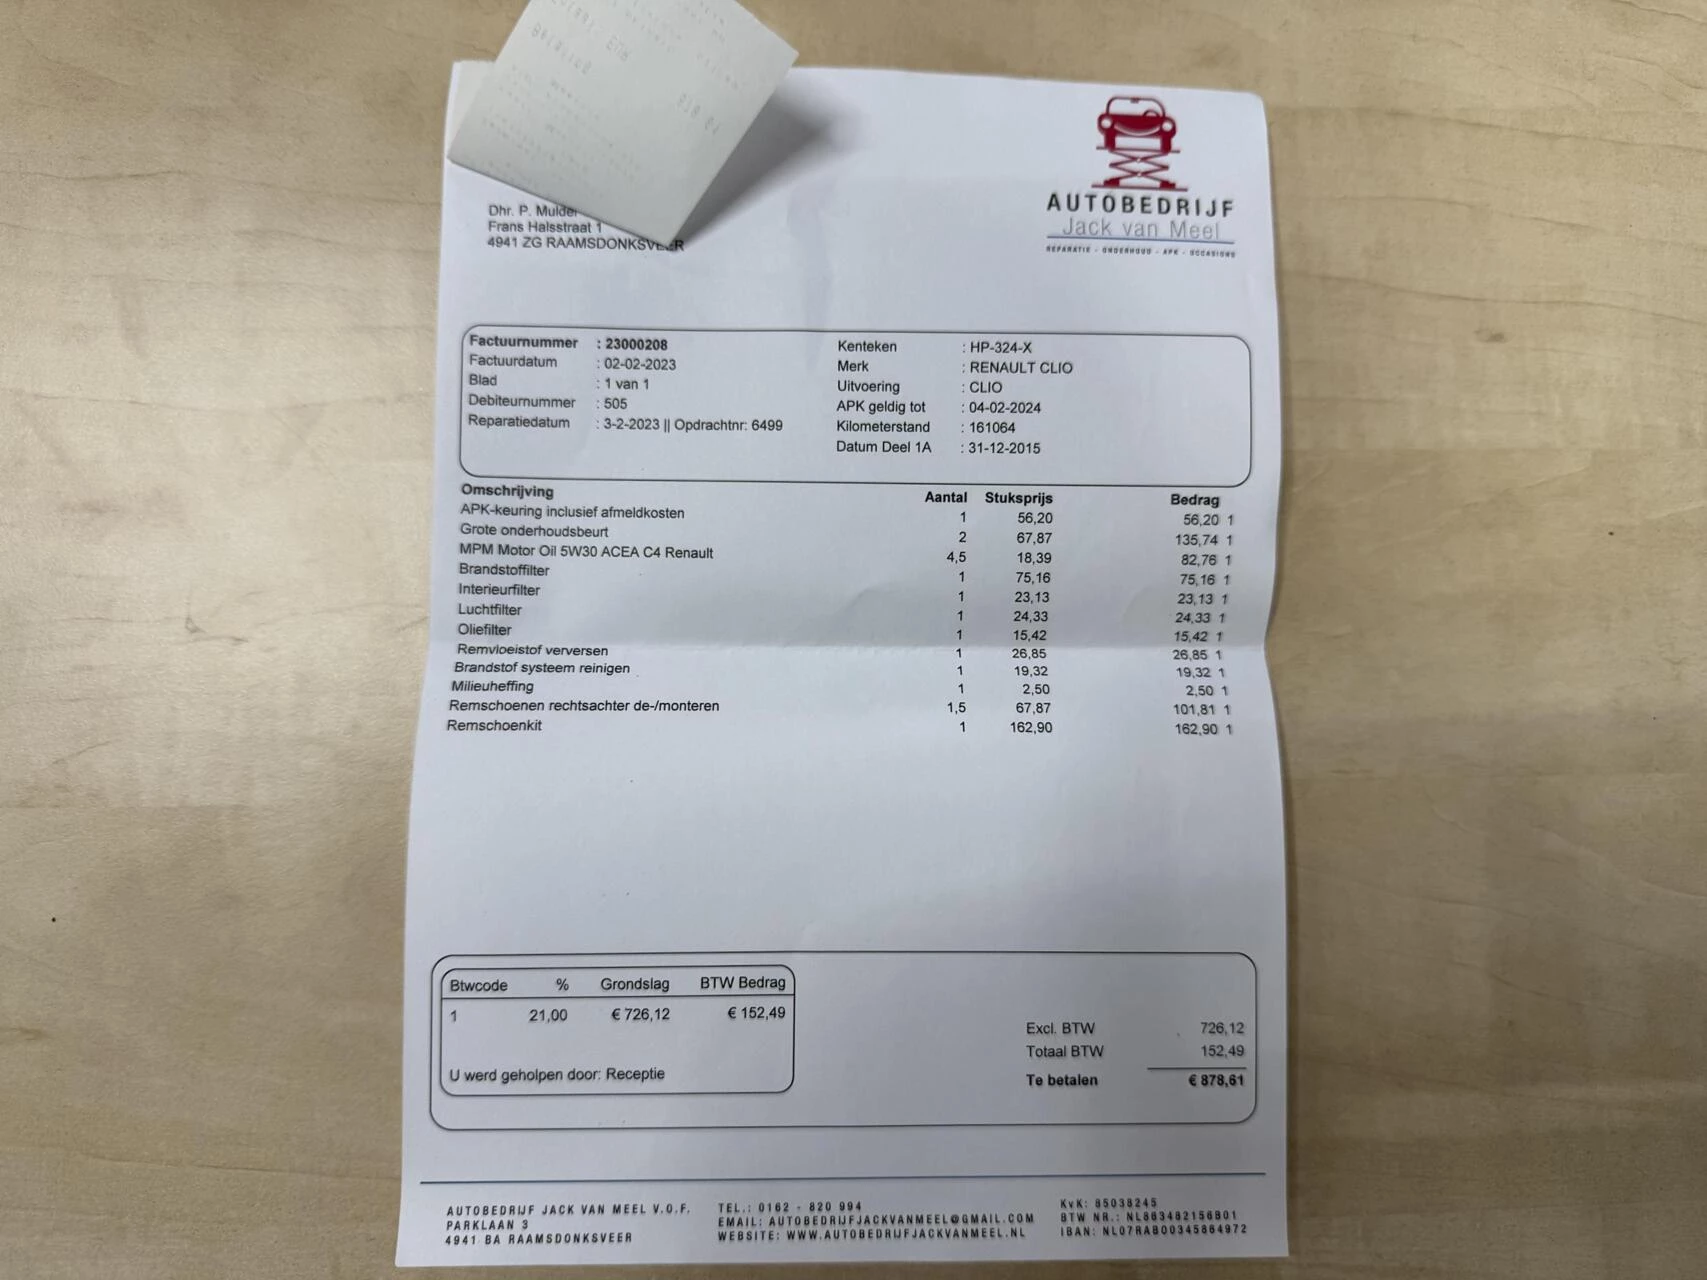 AUTOBEDRIJF
Jack van Meel
REPARATIE - ONDERHOUD - APK - OCCASIONS
Dhr. P. Mulder
Frans Halsstraat 1
4941 ZG RAAMSDONKSVEER
Factuurnummer : 23000208
Factuurdatum : 02-02-2023
Blad : 1 van 1
Debiteurnummer : 505
Reparatiedatum : 3-2-2023 || Opdrachtnr: 6499
Kenteken : HP-324-X
Merk : RENAULT CLIO
Uitvoering : CLIO
APK geldig tot : 04-02-2024
Kilometerstand : 161064
Datum Deel 1A : 31-12-2015
Omschrijving Aantal Stuksprijs Bedrag
APK-keuring inclusief afmeldkosten 1 56,20 56,20 1
Grote onderhoudsbeurt 2 67,87 135,74 1
MPM Motor Oil 5W30 ACEA C4 Renault 4,5 18,39 82,76 1
Brandstoffilter 1 75,16 75,16 1
Interieurfilter 1 23,13 23,13 1
Luchtfilter 1 24,33 24,33 1
Oliefilter 1 15,42 15,42 1
Remvloeistof verversen 1 26,85 26,85 1
Brandstof systeem reinigen 1 19,32 19,32 1
Milieuheffing 1 2,50 2,50 1
Remschoenen rechtsachter de-/monteren 1,5 67,87 101,81 1
Remschoenkit 1 162,90 162,90 1
Btwcode % Grondslag BTW Bedrag
1 21,00 € 726,12 € 152,49
U werd geholpen door: Receptie
Excl. BTW 726,12
Totaal BTW 152,49
Te betalen € 878,61
AUTOBEDRIJF JACK VAN MEEL V.O.F.
PARKLAAN 3
4941 BA RAAMSDONKSVEER
TEL.: 0162 - 820 994
EMAIL: AUTOBEDRIJFJACKVANMEEL@GMAIL.COM
WEBSITE: WWW.AUTOBEDRIJFJACKVANMEEL.NL
KvK: 85038245
BTW NR.: NL863482156B01
IBAN: NL07RABO0345864972